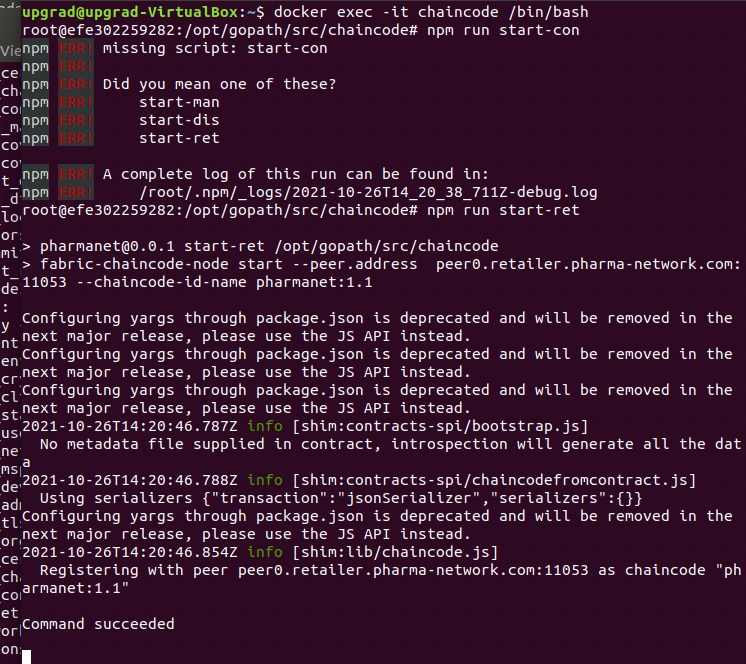 upgrad@upgrad-VirtualBox:~$ docker exec -it chaincode /bin/bash
root@efe302259282:/opt/gopath/src/chaincode# npm run start-con
npm ERR! missing script: start-con
npm ERR!
npm ERR! Did you mean one of these?
npm ERR!     start-man
npm ERR!     start-dis
npm ERR!     start-ret

npm ERR! A complete log of this run can be found in:
npm ERR!     /root/.npm/_logs/2021-10-26T14_20_38_711Z-debug.log
root@efe302259282:/opt/gopath/src/chaincode# npm run start-ret

> pharmanet@0.0.1 start-ret /opt/gopath/src/chaincode
> fabric-chaincode-node start --peer.address  peer0.retailer.pharma-network.com:
11053 --chaincode-id-name pharmanet:1.1

Configuring yargs through package.json is deprecated and will be removed in the
next major release, please use the JS API instead.
Configuring yargs through package.json is deprecated and will be removed in the
next major release, please use the JS API instead.
Configuring yargs through package.json is deprecated and will be removed in the
next major release, please use the JS API instead.
2021-10-26T14:20:46.787Z info [shim:contracts-spi/bootstrap.js]
  No metadata file supplied in contract, introspection will generate all the dat
a
2021-10-26T14:20:46.788Z info [shim:contracts-spi/chaincodefromcontract.js]
  Using serializers {"transaction":"jsonSerializer","serializers":{}}
Configuring yargs through package.json is deprecated and will be removed in the
next major release, please use the JS API instead.
2021-10-26T14:20:46.854Z info [shim:lib/chaincode.js]
  Registering with peer peer0.retailer.pharma-network.com:11053 as chaincode "ph
armanet:1.1"

Command succeeded